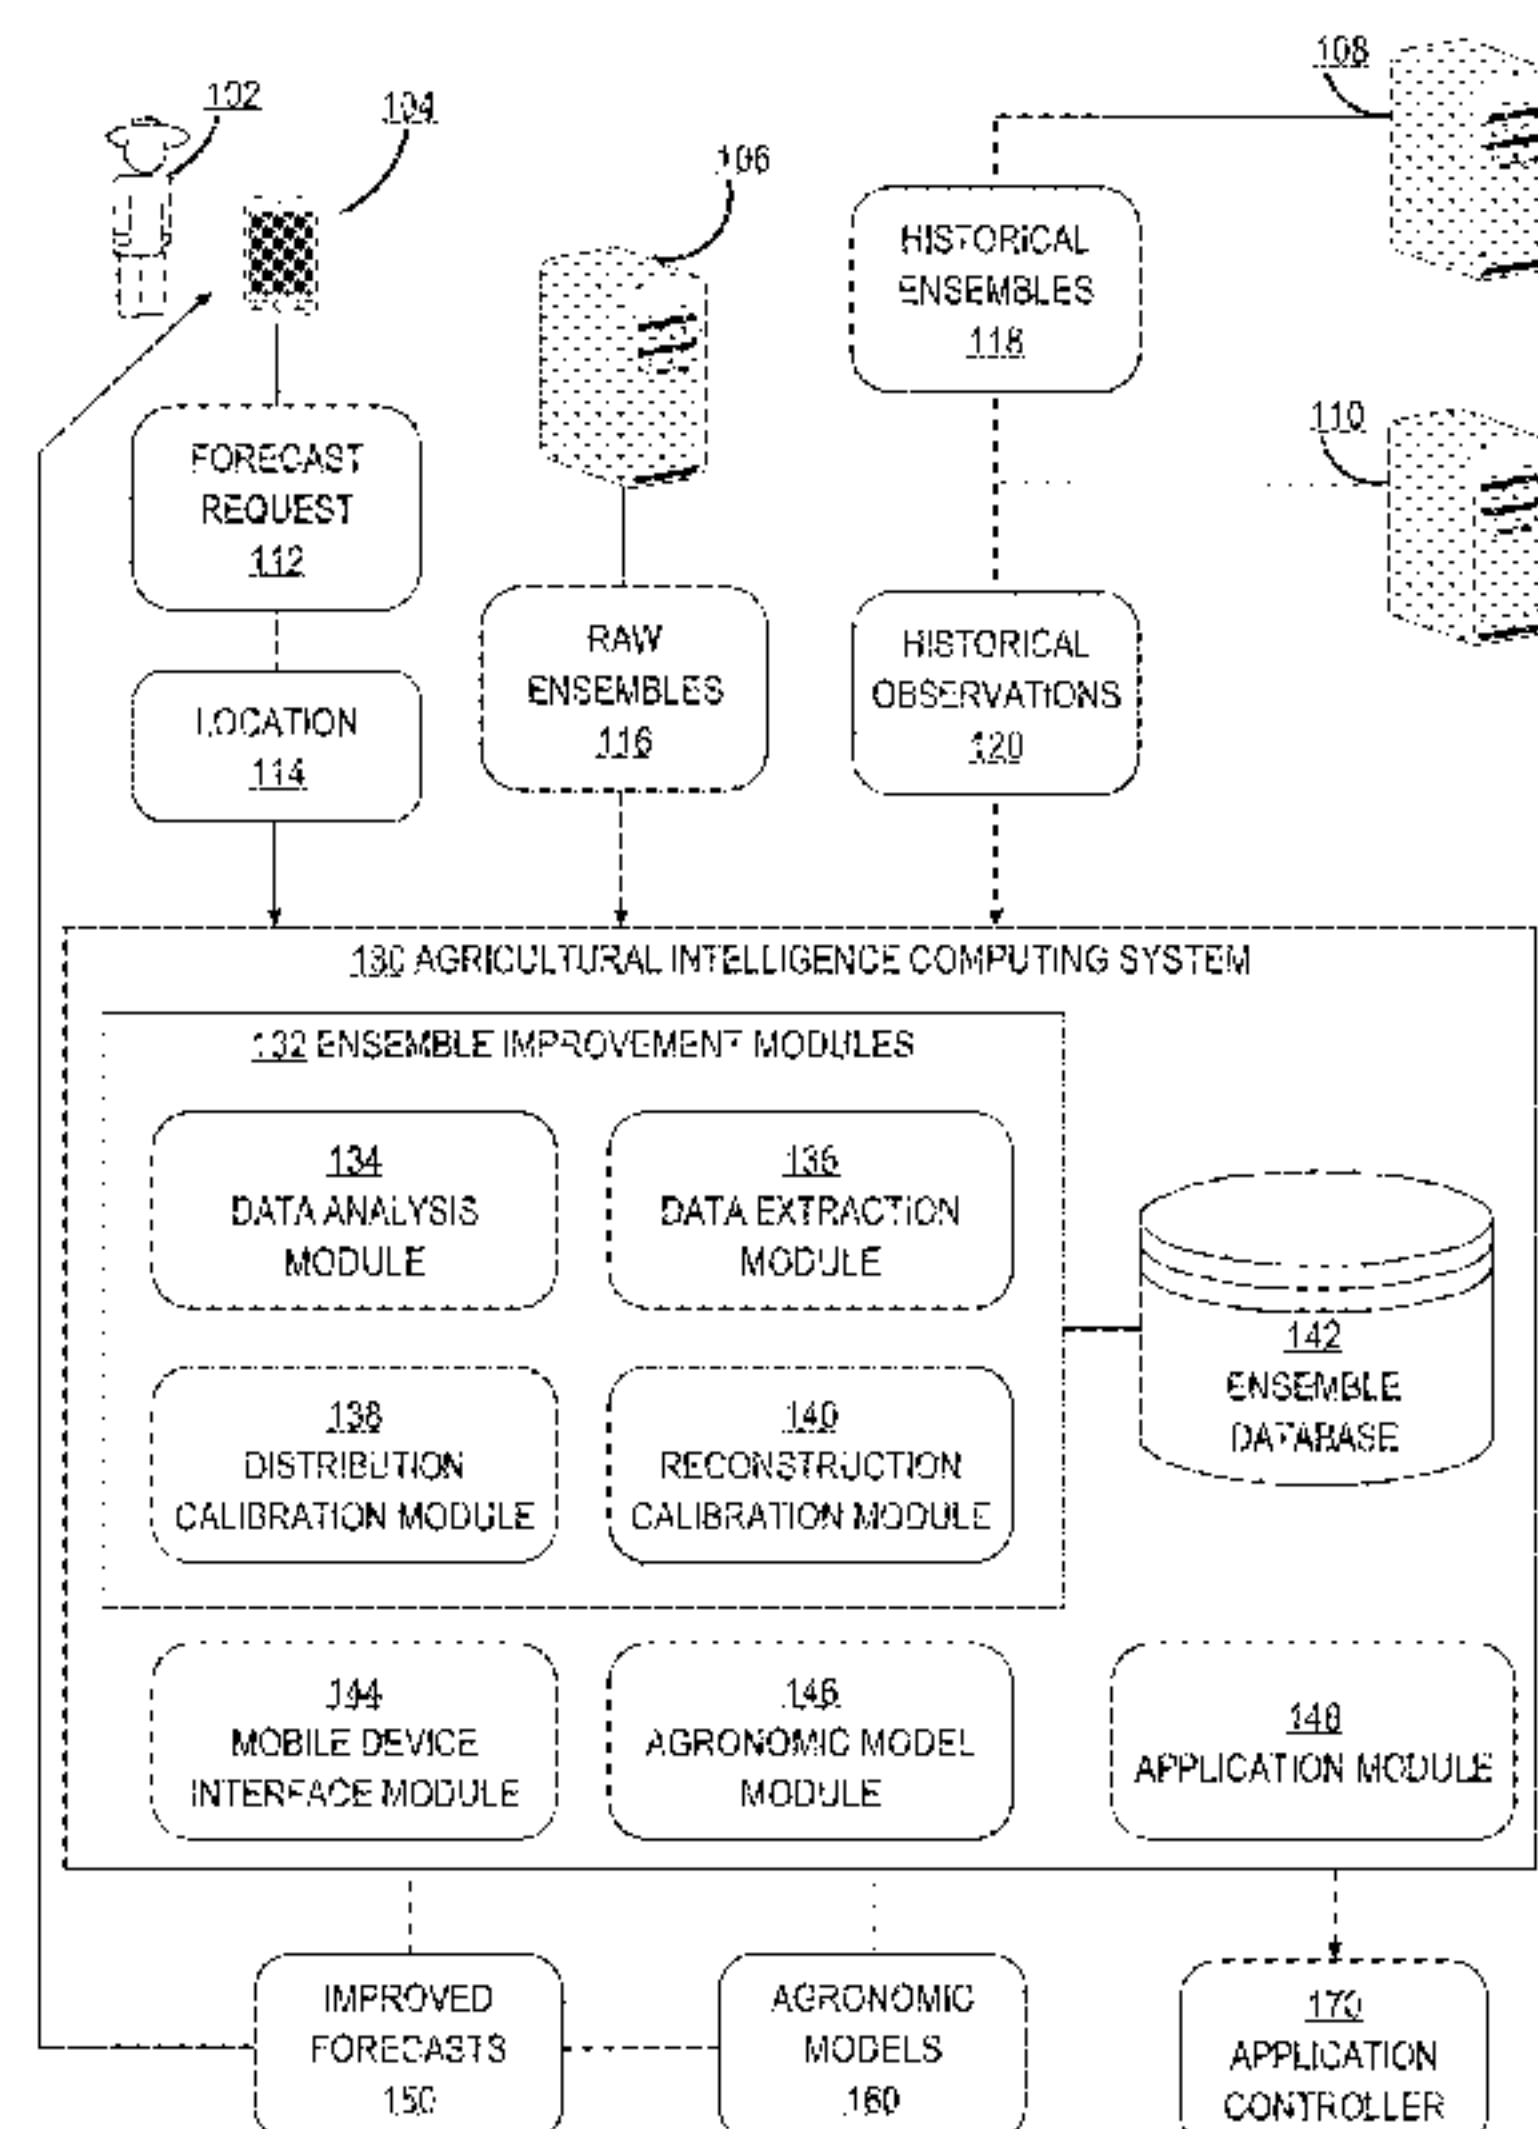 102
104
106
108
HISTORICAL
ENSEMBLES
118
110
FORECAST
REQUEST
112
RAW
ENSEMBLES
116
HISTORICAL
OBSERVATIONS
120
LOCATION
114
130 AGRICULTURAL INTELLIGENCE COMPUTING SYSTEM
132 ENSEMBLE IMPROVEMENT MODULES
134
DATA ANALYSIS
MODULE
136
DATA EXTRACTION
MODULE
138
DISTRIBUTION
CALIBRATION MODULE
140
RECONSTRUCTION
CALIBRATION MODULE
142
ENSEMBLE
DATABASE
144
MOBILE DEVICE
INTERFACE MODULE
146
AGRONOMIC MODEL
MODULE
148
APPLICATION MODULE
IMPROVED
FORECASTS
150
AGRONOMIC
MODELS
160
170
APPLICATION
CONTROLLER